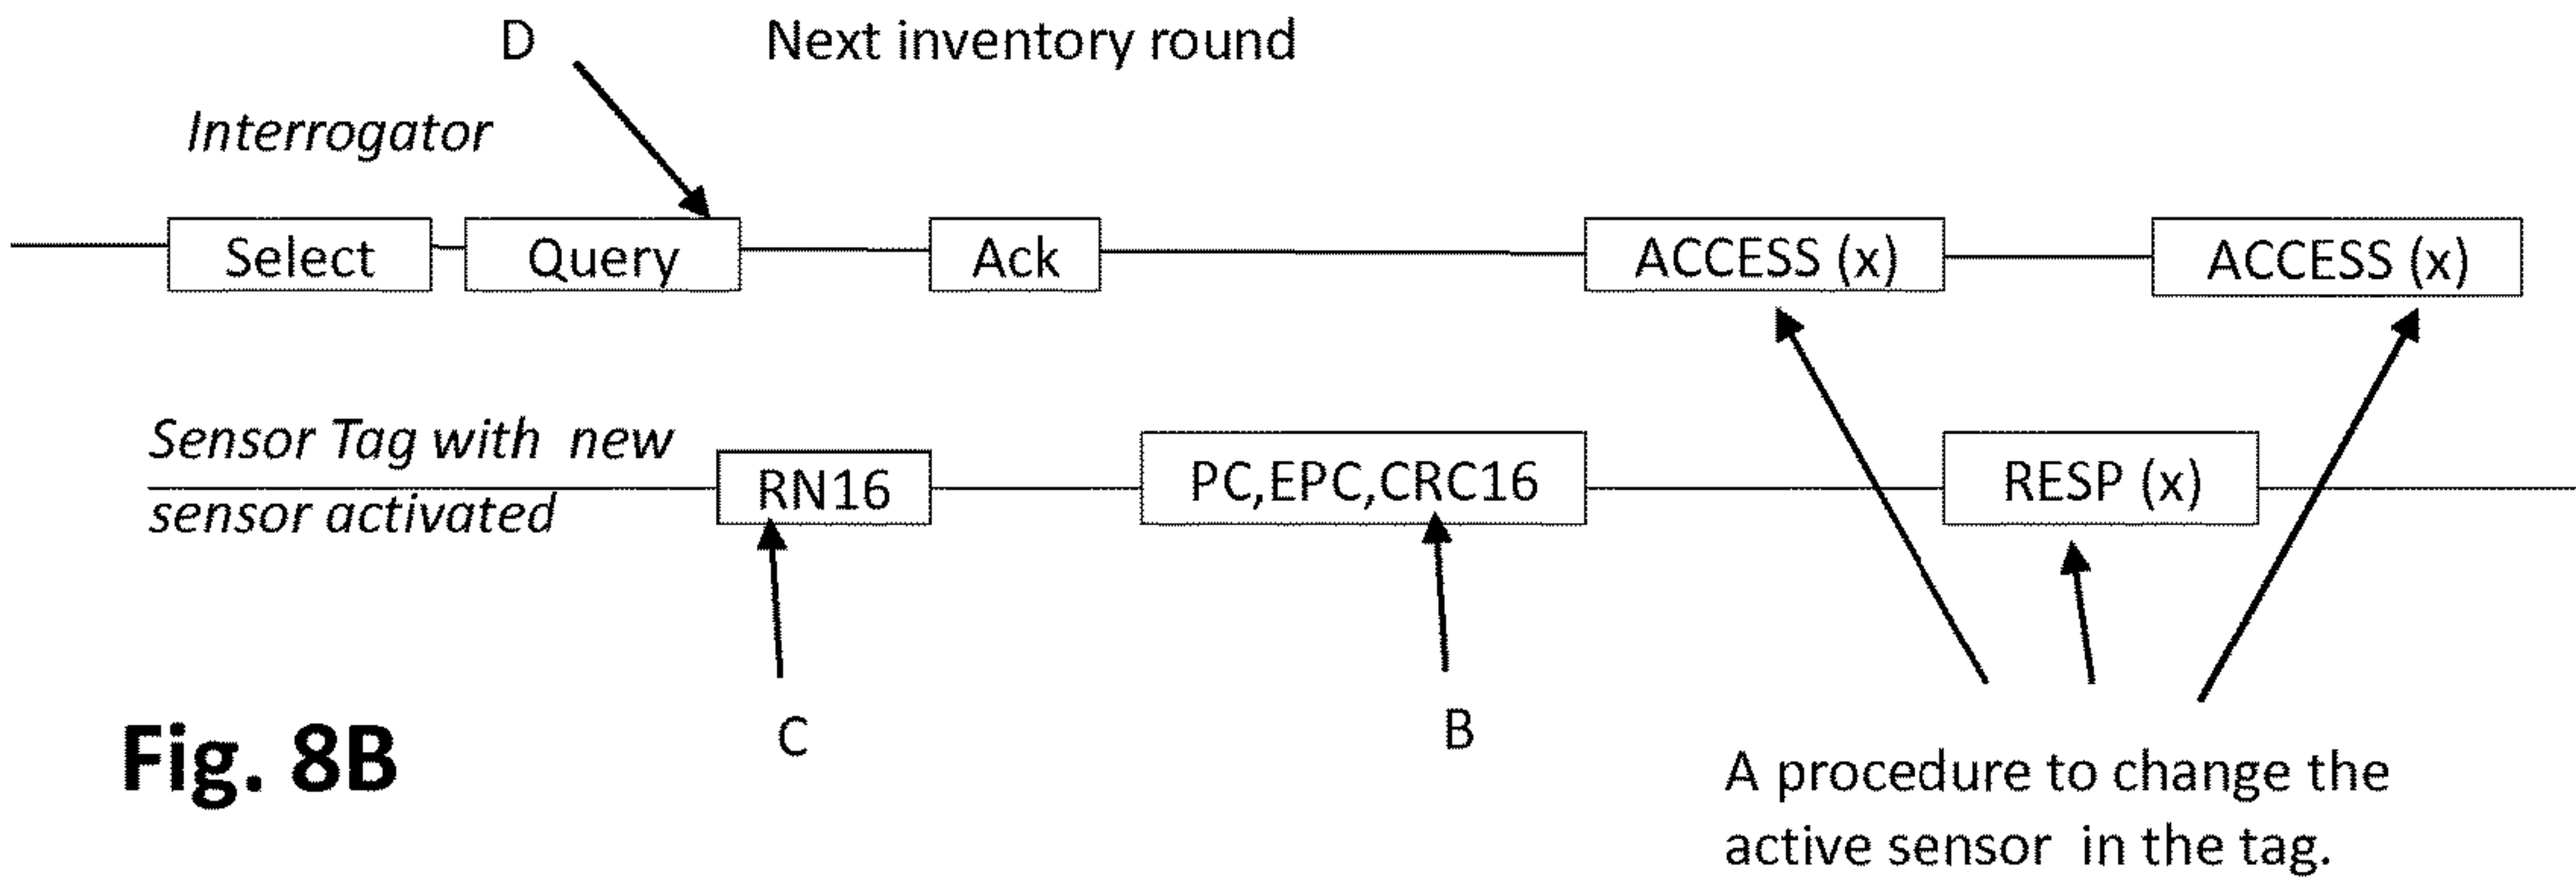 D
Next inventory round
Interrogator
Select
Query
Ack
ACCESS (x)
ACCESS (x)
Sensor Tag with new
sensor activated
RN16
PC,EPC,CRC16
RESP (x)
C
B
Fig. 8B
A procedure to change the
active sensor in the tag.